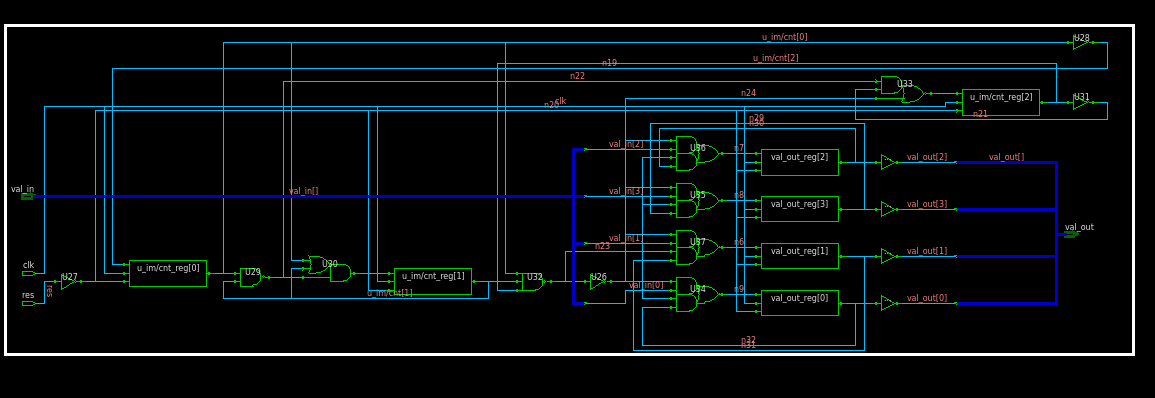 u_im/cnt[0]
U28
u_im/cnt[2]
n19
n22
U33
n24
u_im/cnt_reg[2]
U31
clk
n20
n21
n29
n30
val_in[2]
U36
n7
val_out_reg[2]
val_out[2]
val_out[]
val_in
val_in[]
val_in[3]
U35
n8
val_out_reg[3]
val_out[3]
val_out
val_in[1]
n23
U37
n6
val_out_reg[1]
val_out[1]
clk
U27
u_im/cnt_reg[0]
U29
U30
u_im/cnt_reg[1]
U32
U26
val_in[0]
U34
n9
val_out_reg[0]
val_out[0]
res
res
u_im/cnt[1]
n32
n31